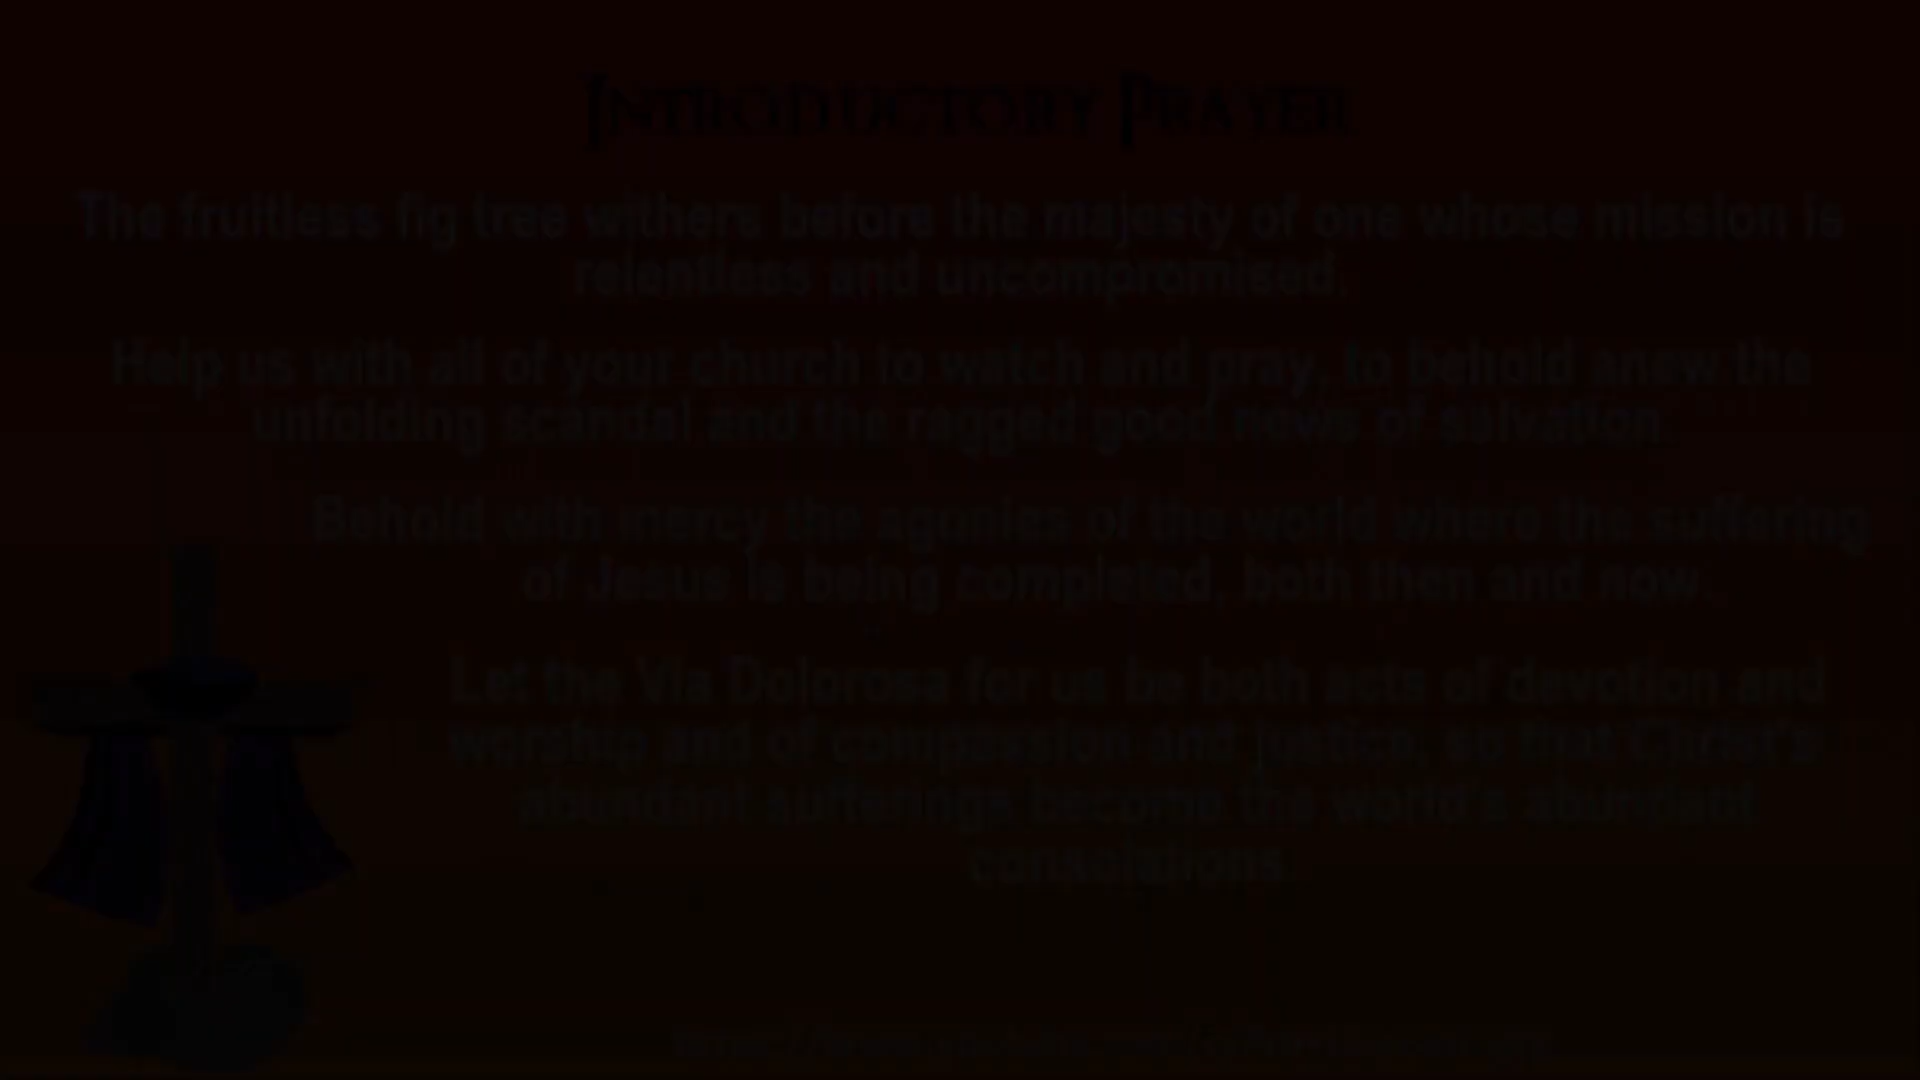 Introductory Prayer
The fruitless fig tree withers before the majesty of one whose mission is
relentless and uncompromised.
Help us with all of your church to watch and pray, to behold anew the
unfolding scandal and the ragged good news of salvation.
Behold with mercy the agonies of the world where the suffering
of Jesus is being completed, both then and now.
Let the Via Dolorosa for us be both acts of devotion and
worship and of compassion and justice, so that Christ's
abundant sufferings become the world's abundant
consolations.